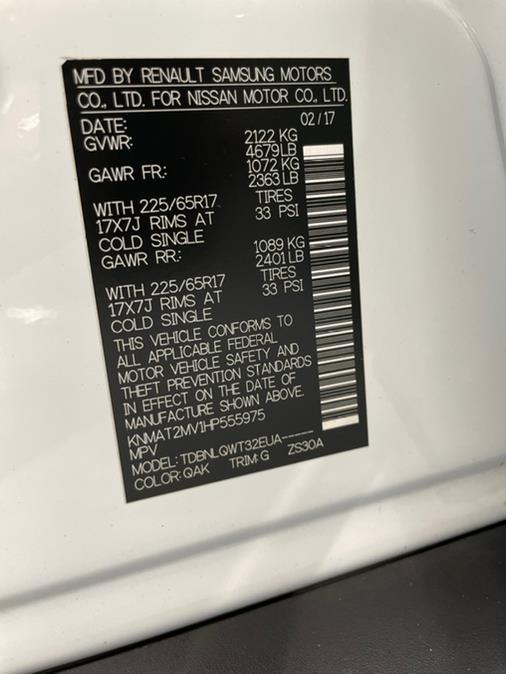 MFD BY RENAULT SAMSUNG MOTORS
CO., LTD. FOR NISSAN MOTOR CO., LTD.
DATE: 02/17
GVWR: 2122 KG
4679 LB
GAWR FR: 1072 KG
2363 LB
WITH 225/65R17 TIRES
17X7J RIMS AT 33 PSI
COLD SINGLE
GAWR RR: 1089 KG
2401 LB
WITH 225/65R17 TIRES
17X7J RIMS AT 33 PSI
COLD SINGLE
THIS VEHICLE CONFORMS TO
ALL APPLICABLE FEDERAL
MOTOR VEHICLE SAFETY AND
THEFT PREVENTION STANDARDS
IN EFFECT ON THE DATE OF
MANUFACTURE SHOWN ABOVE.
KNMAT2MV1HP555975
MPV
MODEL: TDBNLQWT32EUA-----
COLOR: QAK TRIM: G ZS30A